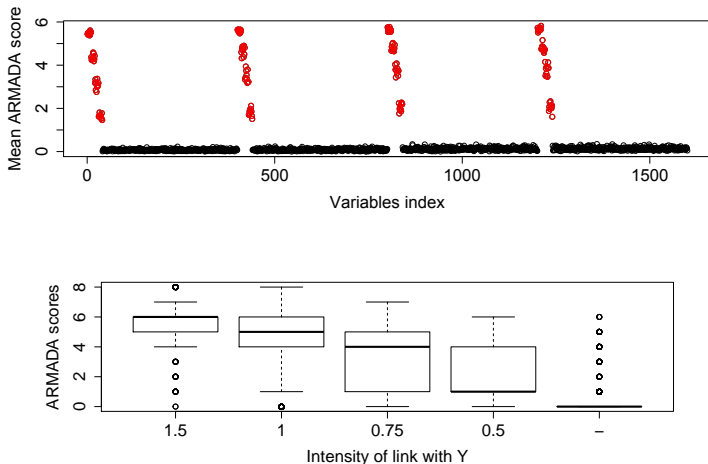 Mean ARMADA score
6
4
2
0
0 500 1000 1500
Variables index
ARMADA scores
8
6
4
2
0
1.5 1 0.75 0.5 –
Intensity of link with Y